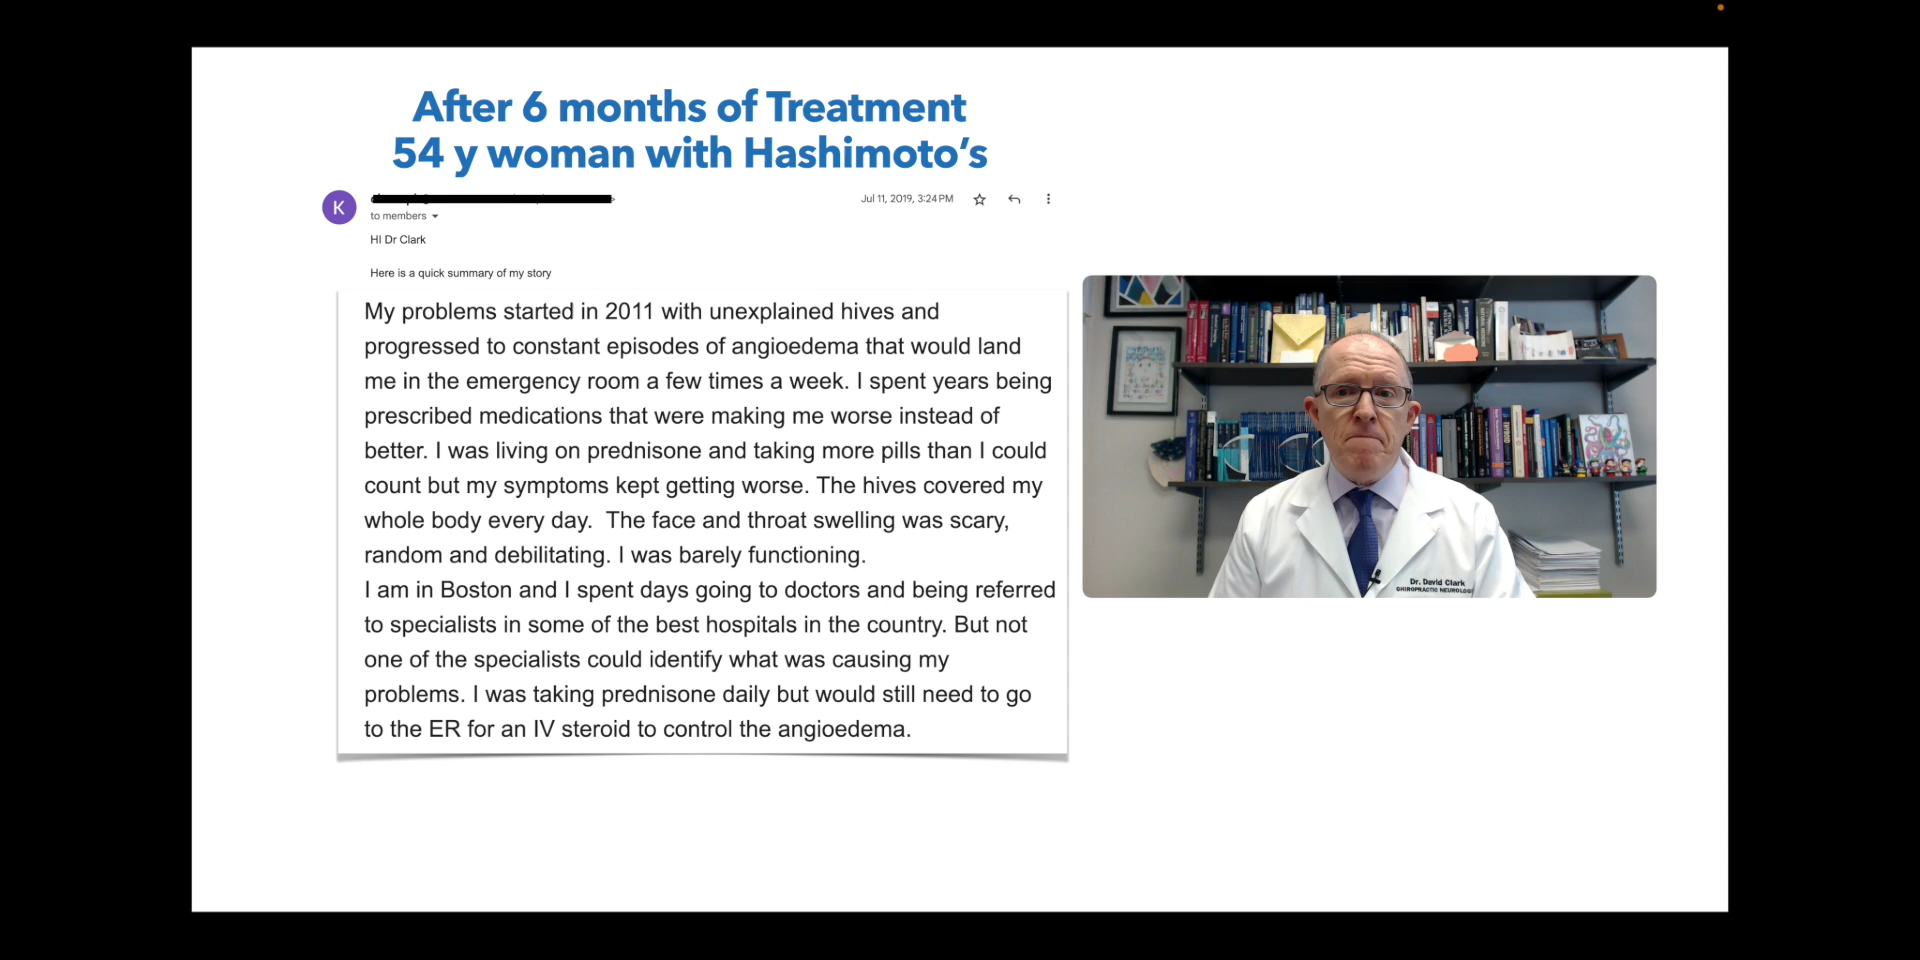 After 6 months of Treatment
54 y woman with Hashimoto‘s
K
Jul 11, 2019, 3:24 PM
to members
HI Dr Clark
Here is a quick summary of my story
My problems started in 2011 with unexplained hives and
progressed to constant episodes of angioedema that would land
me in the emergency room a few times a week. I spent years being
prescribed medications that were making me worse instead of
better. I was living on prednisone and taking more pills than I could
count but my symptoms kept getting worse. The hives covered my
whole body every day.  The face and throat swelling was scary,
random and debilitating. I was barely functioning.
I am in Boston and I spent days going to doctors and being referred
to specialists in some of the best hospitals in the country. But not
one of the specialists could identify what was causing my
problems. I was taking prednisone daily but would still need to go
to the ER for an IV steroid to control the angioedema.
Dr. David Clark
CHIROPRACTIC